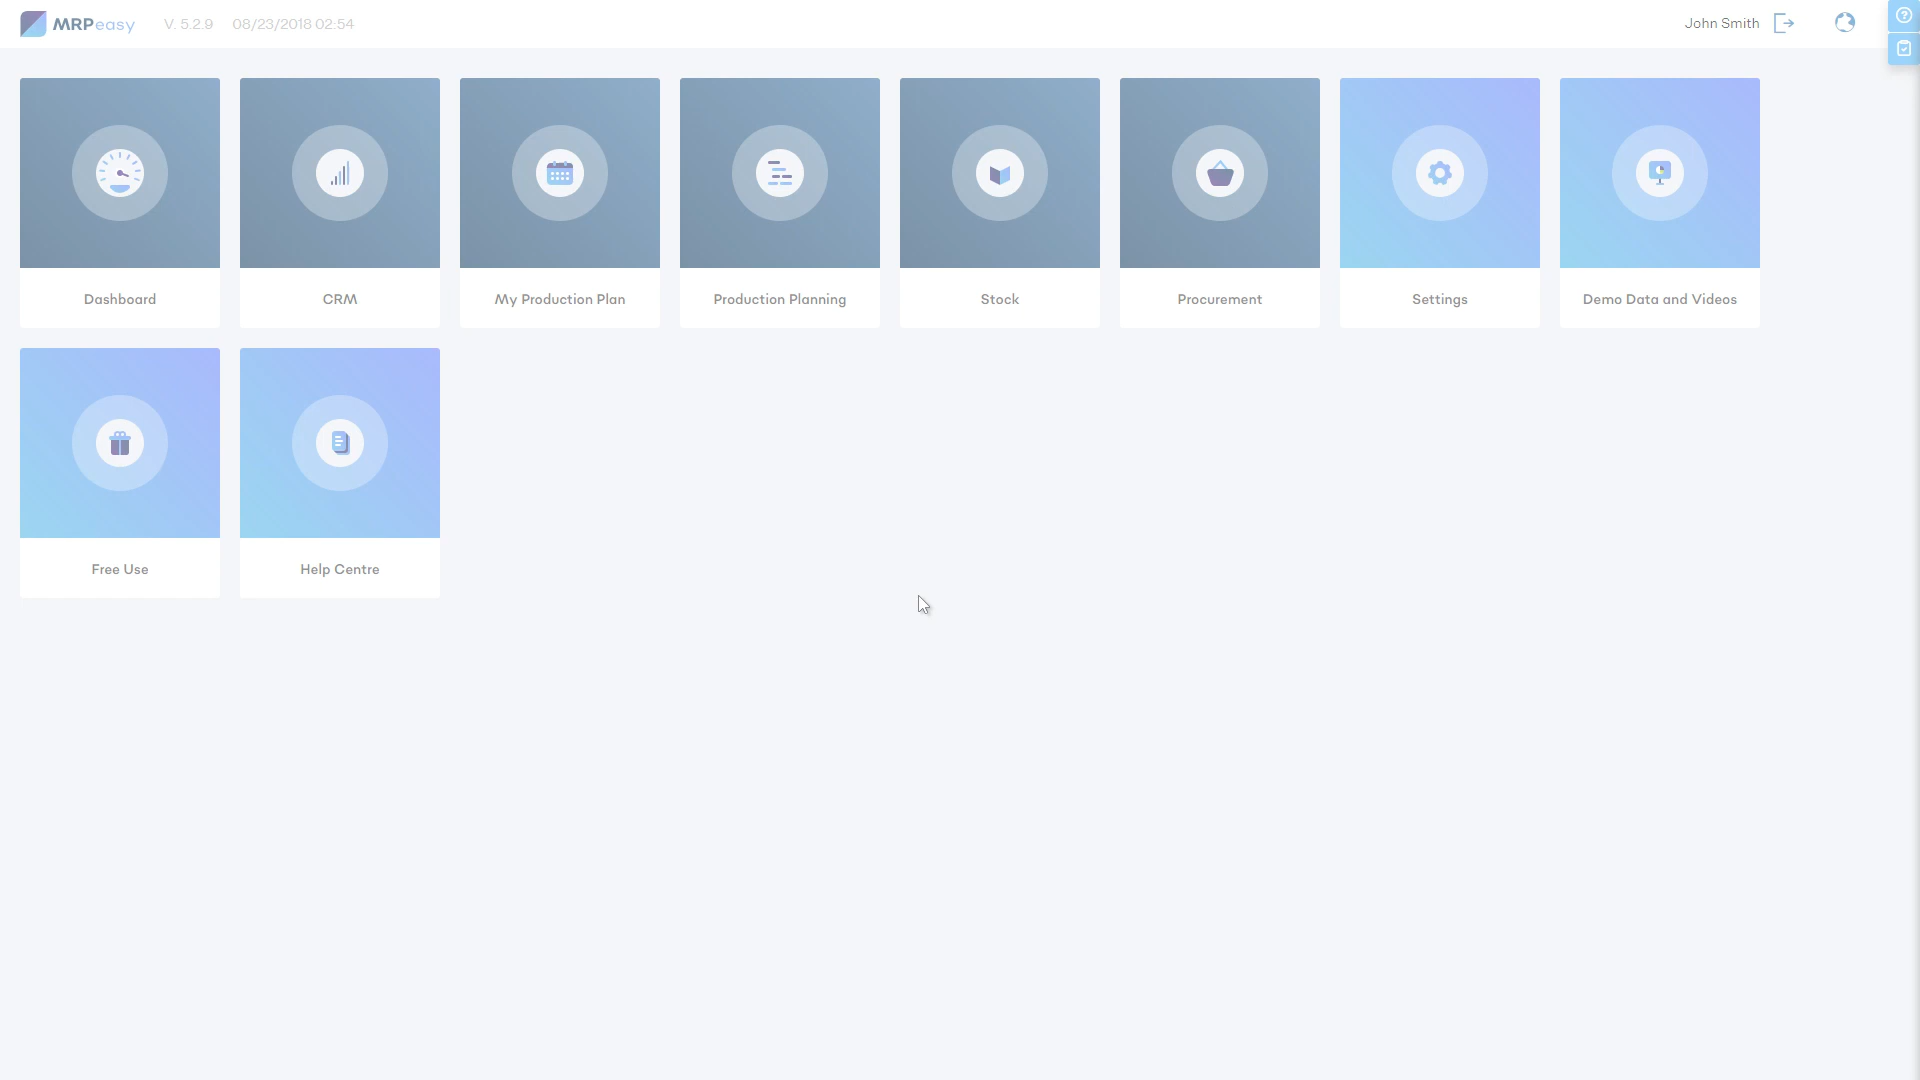 MRPeasy V. 5.2.9 08/23/2018 02:54 John Smith
Dashboard CRM My Production Plan Production Planning Stock Procurement Settings Demo Data and Videos
Free Use Help Centre